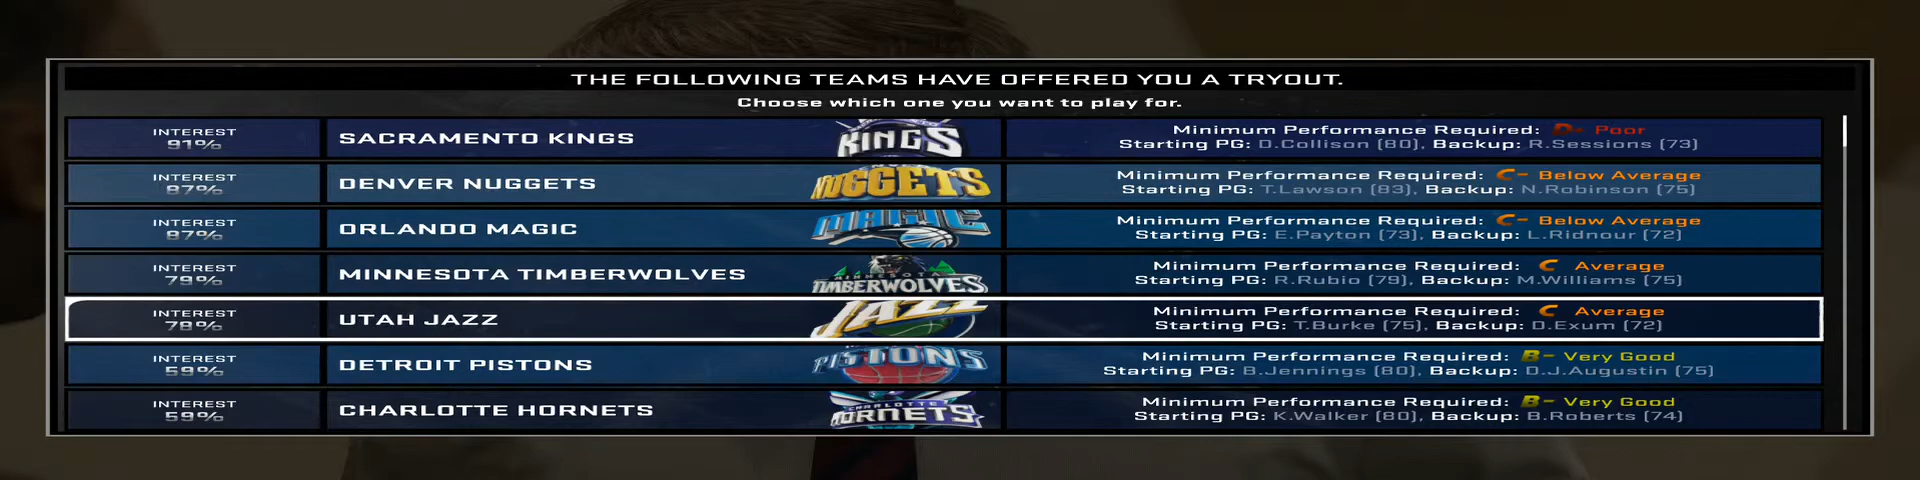 THE FOLLOWING TEAMS HAVE OFFERED YOU A TRYOUT.
Choose which one you want to play for.
INTEREST
91%
SACRAMENTO KINGS
KINGS
Minimum Performance Required: D- Poor
Starting PG: D.Collison (80), Backup: R.Sessions (73)
INTEREST
87%
DENVER NUGGETS
NUGGETS
Minimum Performance Required: C- Below Average
Starting PG: T.Lawson (83), Backup: N.Robinson (75)
INTEREST
87%
ORLANDO MAGIC
MAGIC
Minimum Performance Required: C- Below Average
Starting PG: E.Payton (73), Backup: L.Ridnour (72)
INTEREST
79%
MINNESOTA TIMBERWOLVES
MINNESOTA
TIMBERWOLVES
Minimum Performance Required: C Average
Starting PG: R.Rubio (79), Backup: M.Williams (75)
INTEREST
78%
UTAH JAZZ
JAZZ
Minimum Performance Required: C Average
Starting PG: T.Burke (75), Backup: D.Exum (72)
INTEREST
59%
DETROIT PISTONS
PISTONS
Minimum Performance Required: B- Very Good
Starting PG: B.Jennings (80), Backup: D.J.Augustin (75)
INTEREST
59%
CHARLOTTE HORNETS
CHARLOTTE
HORNETS
Minimum Performance Required: B- Very Good
Starting PG: K.Walker (80), Backup: B.Roberts (74)